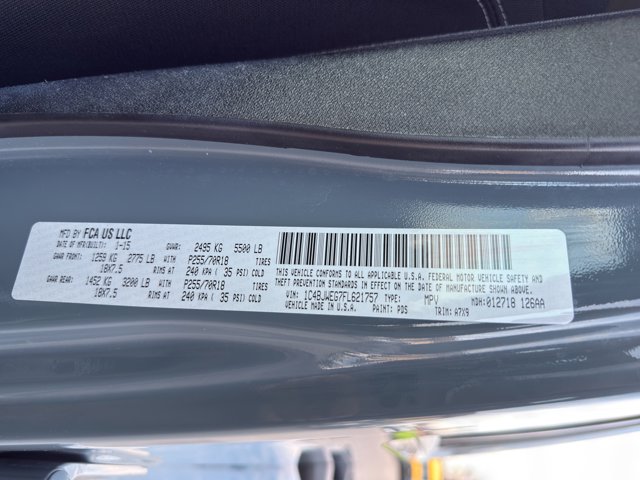 MFD BY FCA US LLC
DATE OF MFR(BUILT): 1-15 GVWR: 2495 KG 5500 LB
GAWR FRONT: 1259 KG 2775 LB WITH P255/70R18 TIRES
18X7.5 RIMS AT 240 KPA ( 35 PSI) COLD
GAWR REAR: 1452 KG 3200 LB WITH P255/70R18 TIRES
18X7.5 RIMS AT 240 KPA ( 35 PSI) COLD
THIS VEHICLE CONFORMS TO ALL APPLICABLE U.S.A. FEDERAL MOTOR VEHICLE SAFETY AND
THEFT PREVENTION STANDARDS IN EFFECT ON THE DATE OF MANUFACTURE SHOWN ABOVE.
VIN: 1C4BJWEG7FL621757 TYPE: MPV MDH: 012718 126AA
VEHICLE MADE IN U.S.A. PAINT: PDS TRIM: A7X9